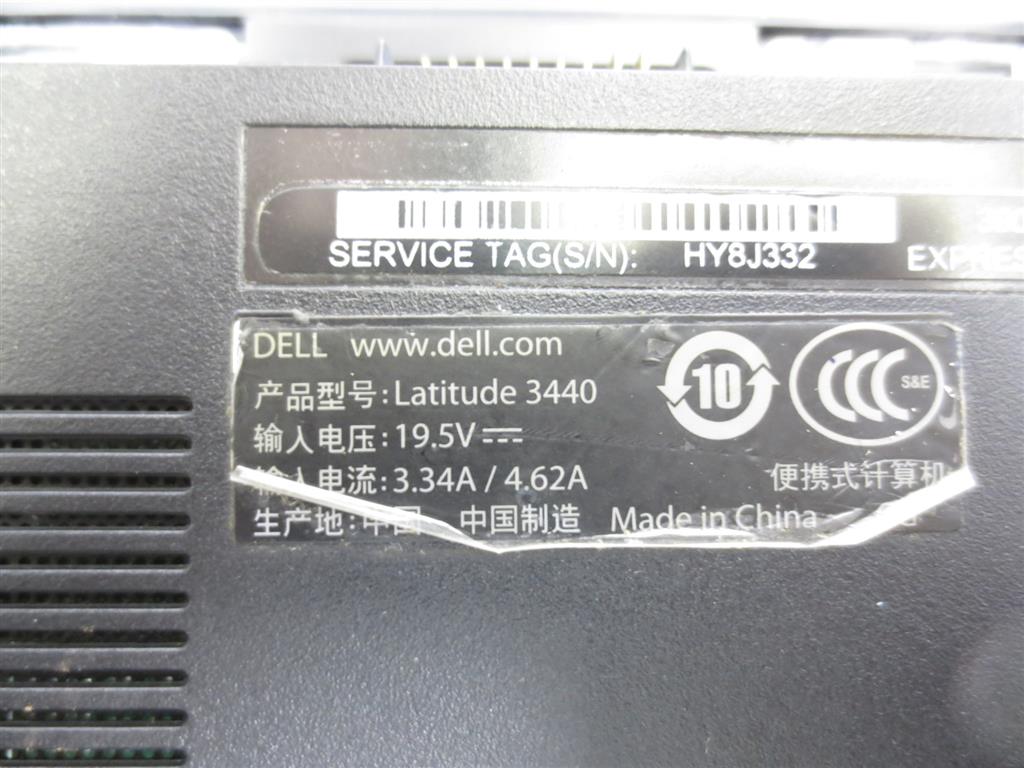 SERVICE TAG(S/N): HY8J332
DELL www.dell.com
产品型号:Latitude 3440
输入电压:19.5V
输入电流:3.34A / 4.62A
便携式计算机
生产地:中国 中国制造 Made in China
10
CCC S&E